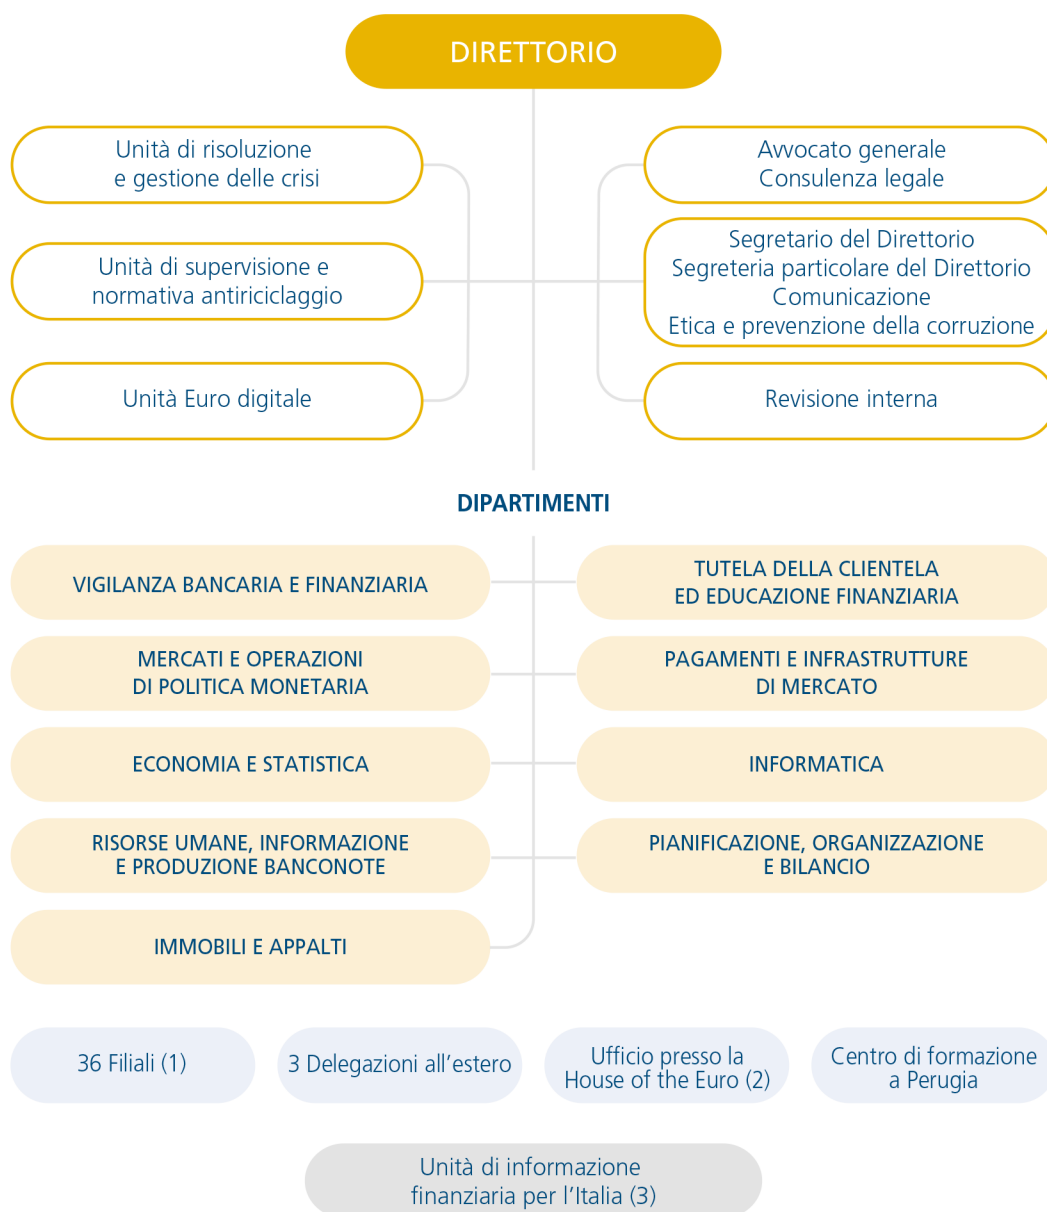 DIRETTORIO
Unità di risoluzione
e gestione delle crisi
Avvocato generale
Consulenza legale
Unità di supervisione e
normativa antiriciclaggio
Segretario del Direttorio
Segreteria particolare del Direttorio
Comunicazione
Etica e prevenzione della corruzione
Unità Euro digitale
Revisione interna
DIPARTIMENTI
VIGILANZA BANCARIA E FINANZIARIA
TUTELA DELLA CLIENTELA
ED EDUCAZIONE FINANZIARIA
MERCATI E OPERAZIONI
DI POLITICA MONETARIA
PAGAMENTI E INFRASTRUTTURE
DI MERCATO
ECONOMIA E STATISTICA
INFORMATICA
RISORSE UMANE, INFORMAZIONE
E PRODUZIONE BANCONOTE
PIANIFICAZIONE, ORGANIZZAZIONE
E BILANCIO
IMMOBILI E APPALTI
36 Filiali (1)
3 Delegazioni all’estero
Ufficio presso la
House of the Euro (2)
Centro di formazione
a Perugia
Unità di informazione
finanziaria per l’Italia (3)